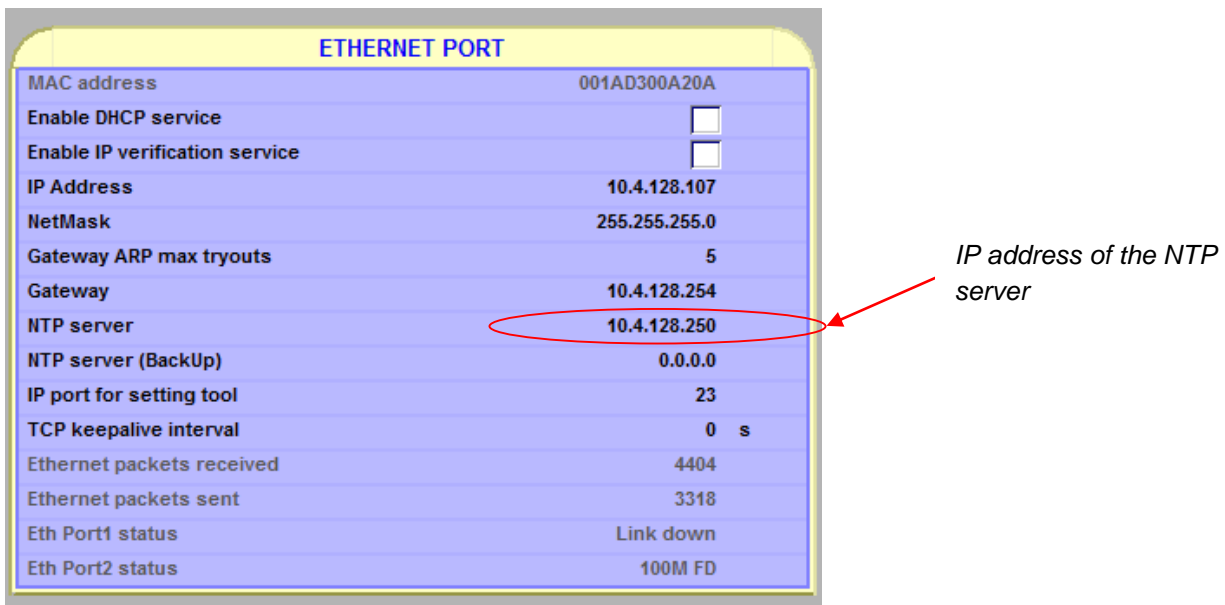 ETHERNET PORT
MAC address 001AD300A20A
Enable DHCP service
Enable IP verification service
IP Address 10.4.128.107
NetMask 255.255.255.0
Gateway ARP max tryouts 5
Gateway 10.4.128.254
NTP server 10.4.128.250
NTP server (BackUp) 0.0.0.0
IP port for setting tool 23
TCP keepalive interval 0 s
Ethernet packets received 4404
Ethernet packets sent 3318
Eth Port1 status Link down
Eth Port2 status 100M FD
IP address of the NTP
server